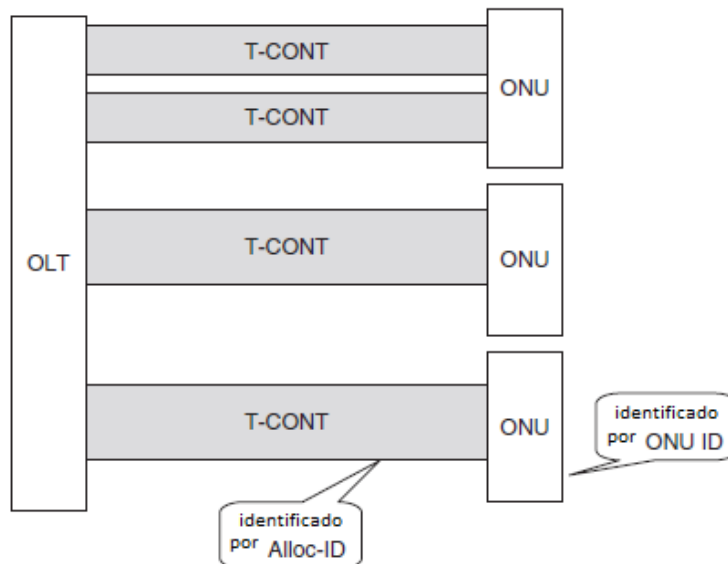 T-CONT
ONU
T-CONT
OLT
T-CONT
ONU
T-CONT
ONU
identificado
por ONU ID
identificado
por Alloc-ID